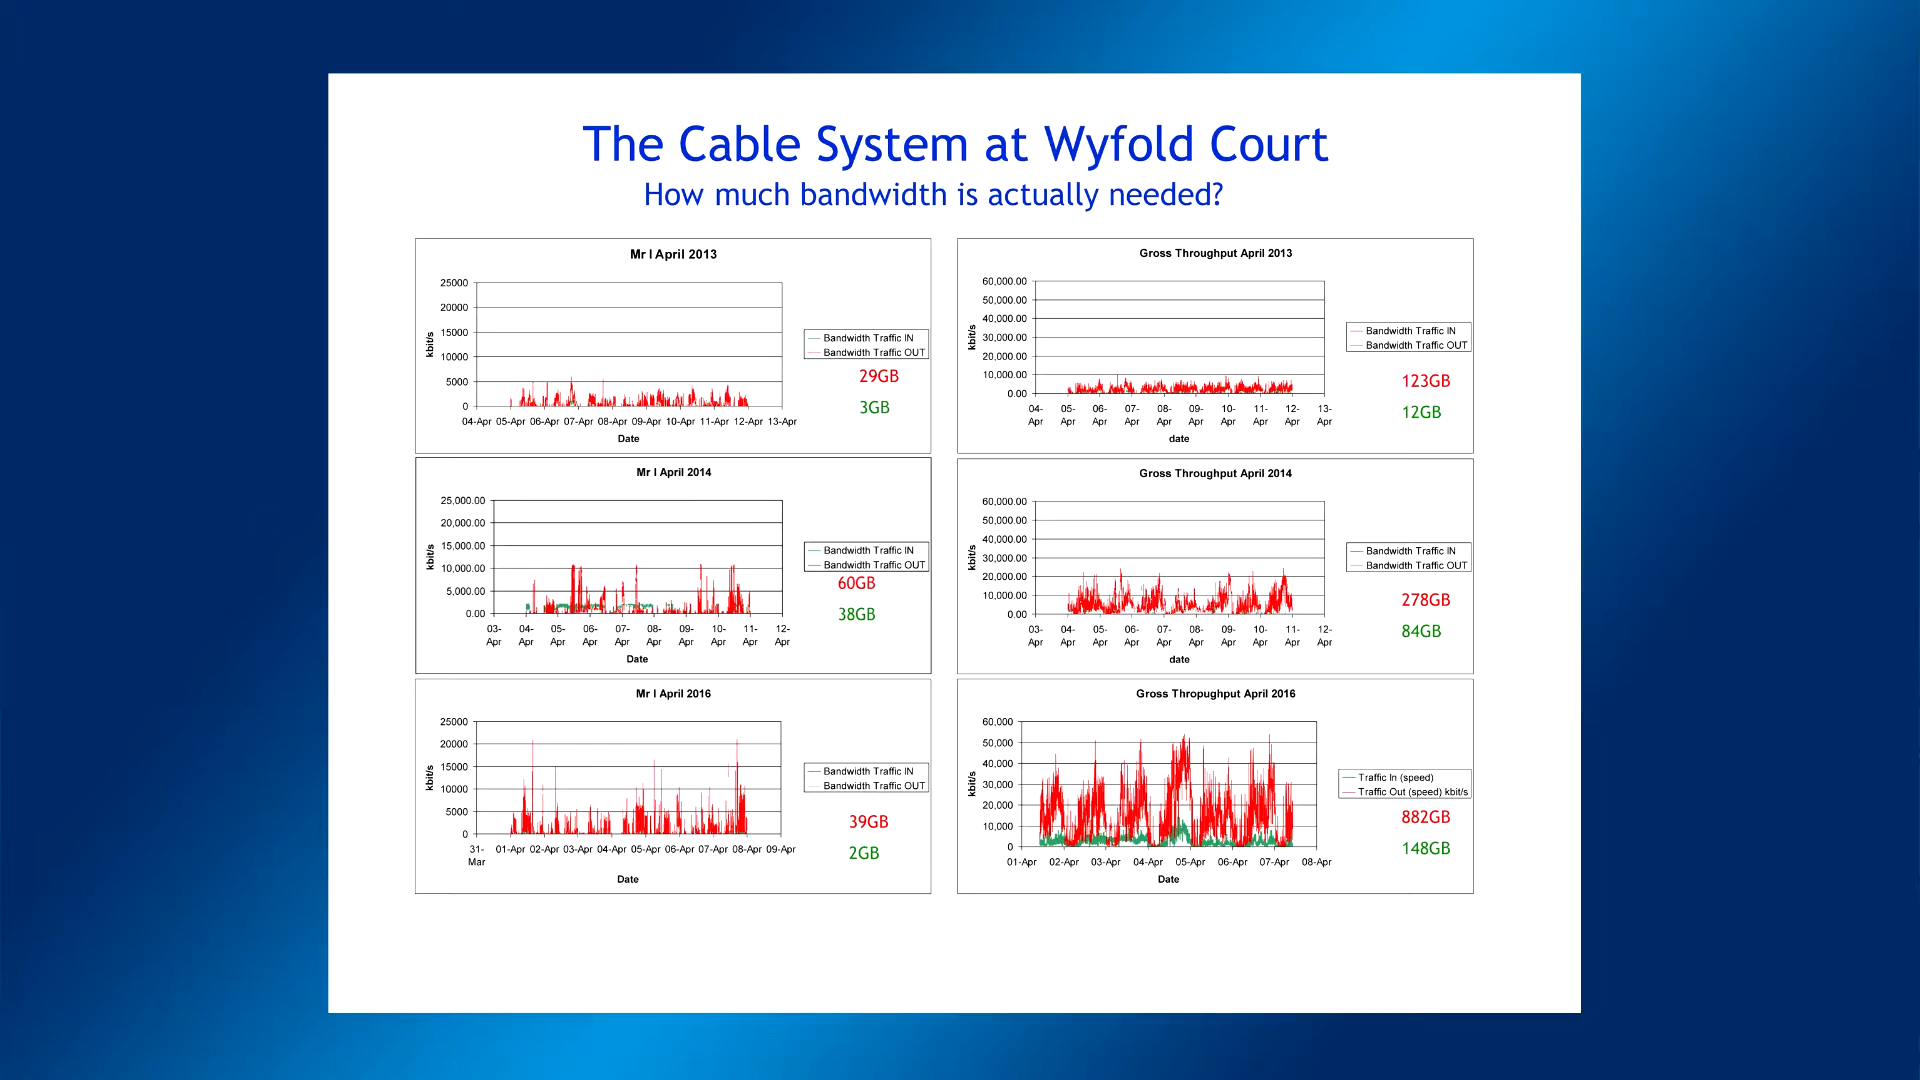 The Cable System at Wyfold Court
How much bandwidth is actually needed?
Mr I April 2013
25000
20000
15000
10000
5000
0
kbit/s
04-Apr 05-Apr 06-Apr 07-Apr 08-Apr 09-Apr 10-Apr 11-Apr 12-Apr 13-Apr
Date
Bandwidth Traffic IN
Bandwidth Traffic OUT
29GB
3GB
Gross Throughput April 2013
60,000.00
50,000.00
40,000.00
30,000.00
20,000.00
10,000.00
0.00
kbit/s
04- 05- 06- 07- 08- 09- 10- 11- 12- 13-
Apr Apr Apr Apr Apr Apr Apr Apr Apr Apr
date
Bandwidth Traffic IN
Bandwidth Traffic OUT
123GB
12GB
Mr I April 2014
25,000.00
20,000.00
15,000.00
10,000.00
5,000.00
0.00
kbit/s
03- 04- 05- 06- 07- 08- 09- 10- 11- 12-
Apr Apr Apr Apr Apr Apr Apr Apr Apr Apr
Date
Bandwidth Traffic IN
Bandwidth Traffic OUT
60GB
38GB
Gross Throughput April 2014
60,000.00
50,000.00
40,000.00
30,000.00
20,000.00
10,000.00
0.00
kbit/s
03- 04- 05- 06- 07- 08- 09- 10- 11- 12-
Apr Apr Apr Apr Apr Apr Apr Apr Apr Apr
date
Bandwidth Traffic IN
Bandwidth Traffic OUT
278GB
84GB
Mr I April 2016
25000
20000
15000
10000
5000
0
kbit/s
31- 01-Apr 02-Apr 03-Apr 04-Apr 05-Apr 06-Apr 07-Apr 08-Apr 09-Apr
Mar
Date
Bandwidth Traffic IN
Bandwidth Traffic OUT
39GB
2GB
Gross Thropughput April 2016
60,000
50,000
40,000
30,000
20,000
10,000
0
kbit/s
01-Apr 02-Apr 03-Apr 04-Apr 05-Apr 06-Apr 07-Apr 08-Apr
Date
Traffic In (speed)
Traffic Out (speed) kbit/s
882GB
148GB